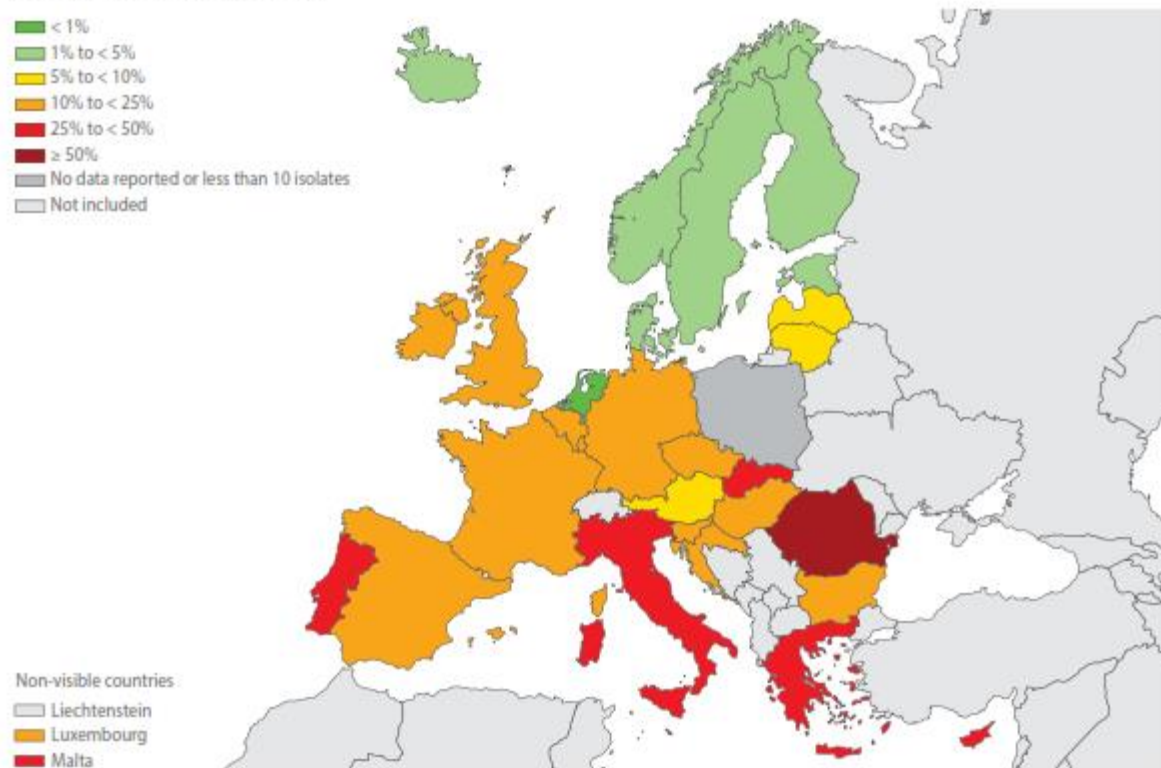 < 1%
1% to < 5%
5% to < 10%
10% to < 25%
25% to < 50%
≥ 50%
No data reported or less than 10 isolates
Not included
Non-visible countries
Liechtenstein
Luxembourg
Malta